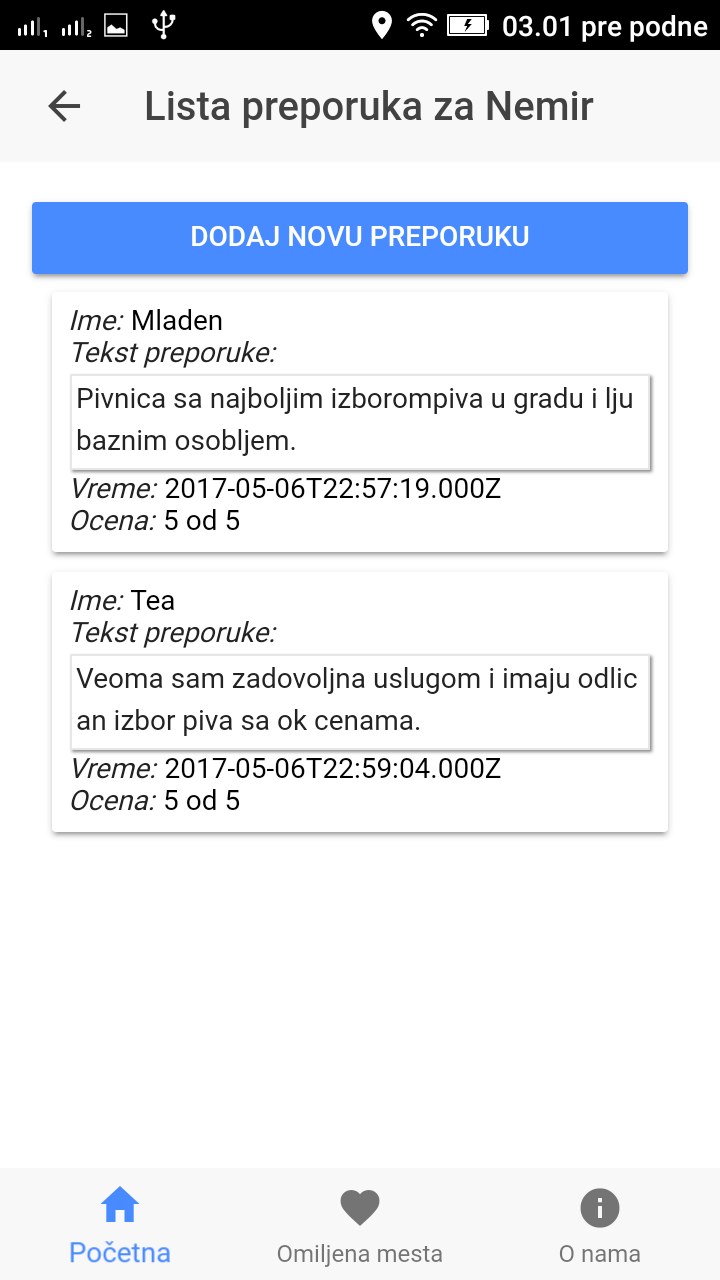 03.01 pre podne
Lista preporuka za Nemir
DODAJ NOVU PREPORUKU
Ime: Mladen
Tekst preporuke:
Pivnica sa najboljim izborompiva u gradu i lju
baznim osobljem.
Vreme: 2017-05-06T22:57:19.000Z
Ocena: 5 od 5
Ime: Tea
Tekst preporuke:
Veoma sam zadovoljna uslugom i imaju odlic
an izbor piva sa ok cenama.
Vreme: 2017-05-06T22:59:04.000Z
Ocena: 5 od 5
Početna
Omiljena mesta
O nama